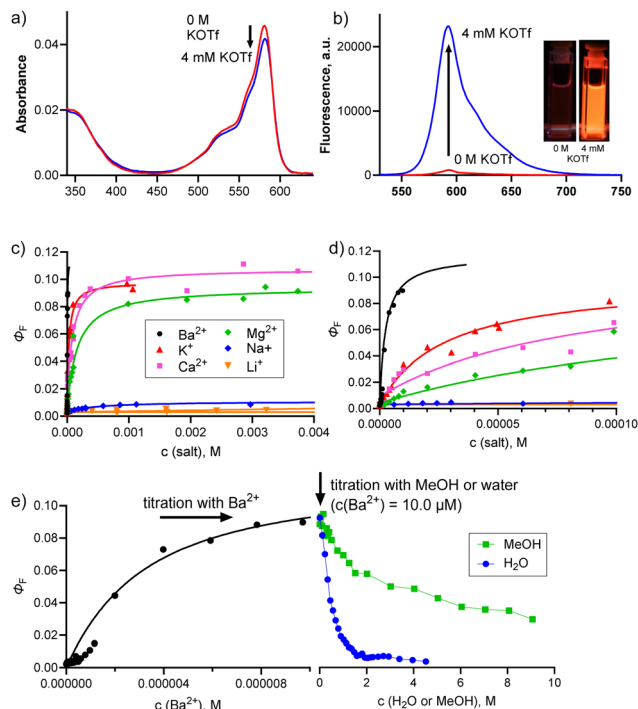 a)
0 M
KOTf
4 mM KOTf
Absorbance
0.04
0.02
0.00
350 400 450 500 550 600
b)
4 mM KOTf
0 M KOTf
0 M 4 mM
KOTf
Fluorescence, a.u.
20000
10000
0
550 600 650 700 750
c)
ΦF
0.12
0.10
0.08
0.06
0.04
0.02
0.00
Ba²⁺ Mg²⁺
K⁺ Na+
Ca²⁺ Li⁺
0.000 0.001 0.002 0.003 0.004
c (salt), M
d)
ΦF
0.12
0.10
0.08
0.06
0.04
0.02
0.00
0.00000 0.00005 0.00010
c (salt), M
e)
titration with Ba²⁺
ΦF
0.10
0.08
0.06
0.04
0.02
0.00
0.000000 0.000004 0.000008
c (Ba²⁺), M
titration with MeOH or water
(c(Ba²⁺) = 10.0 µM)
MeOH
H₂O
0 2 4 6 8 10
c (H₂O or MeOH), M